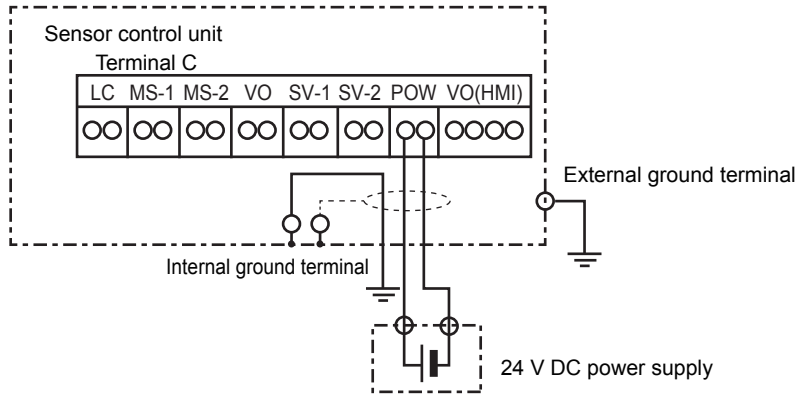 Sensor control unit
Terminal C
LC MS-1 MS-2 VO SV-1 SV-2 POW VO(HMI)
External ground terminal
Internal ground terminal
24 V DC power supply